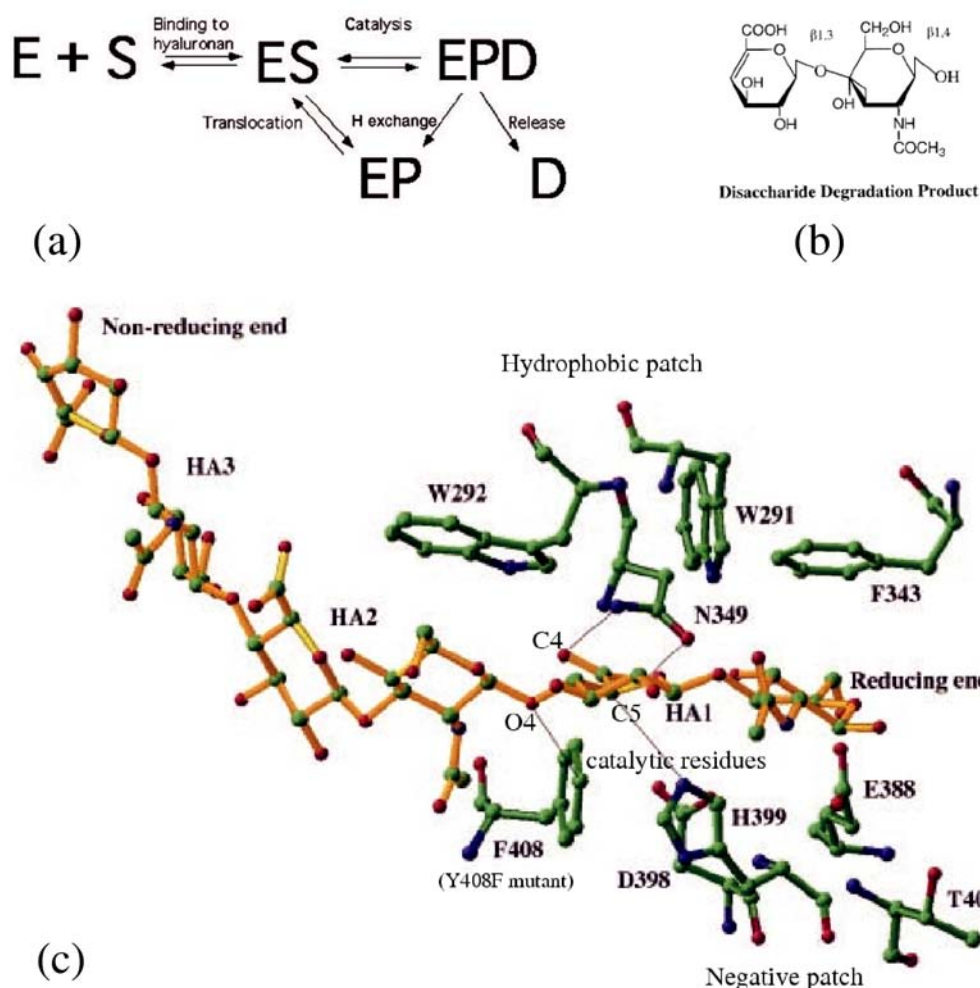 Binding to
hyaluronan
Catalysis
E + S
ES
EPD
Translocation
H exchange
Release
EP
D
(a)
COOH
β1,3
CH₂OH
β1,4
O
O
O
OH
OH
OH
OH
NH
COCH₃
Disaccharide Degradation Product
(b)
Non-reducing end
Hydrophobic patch
HA3
W292
W291
F343
HA2
N349
C4
Reducing end
HA1
O4
C5
catalytic residues
E388
H399
F408
(Y408F mutant)
D398
T40
Negative patch
(c)